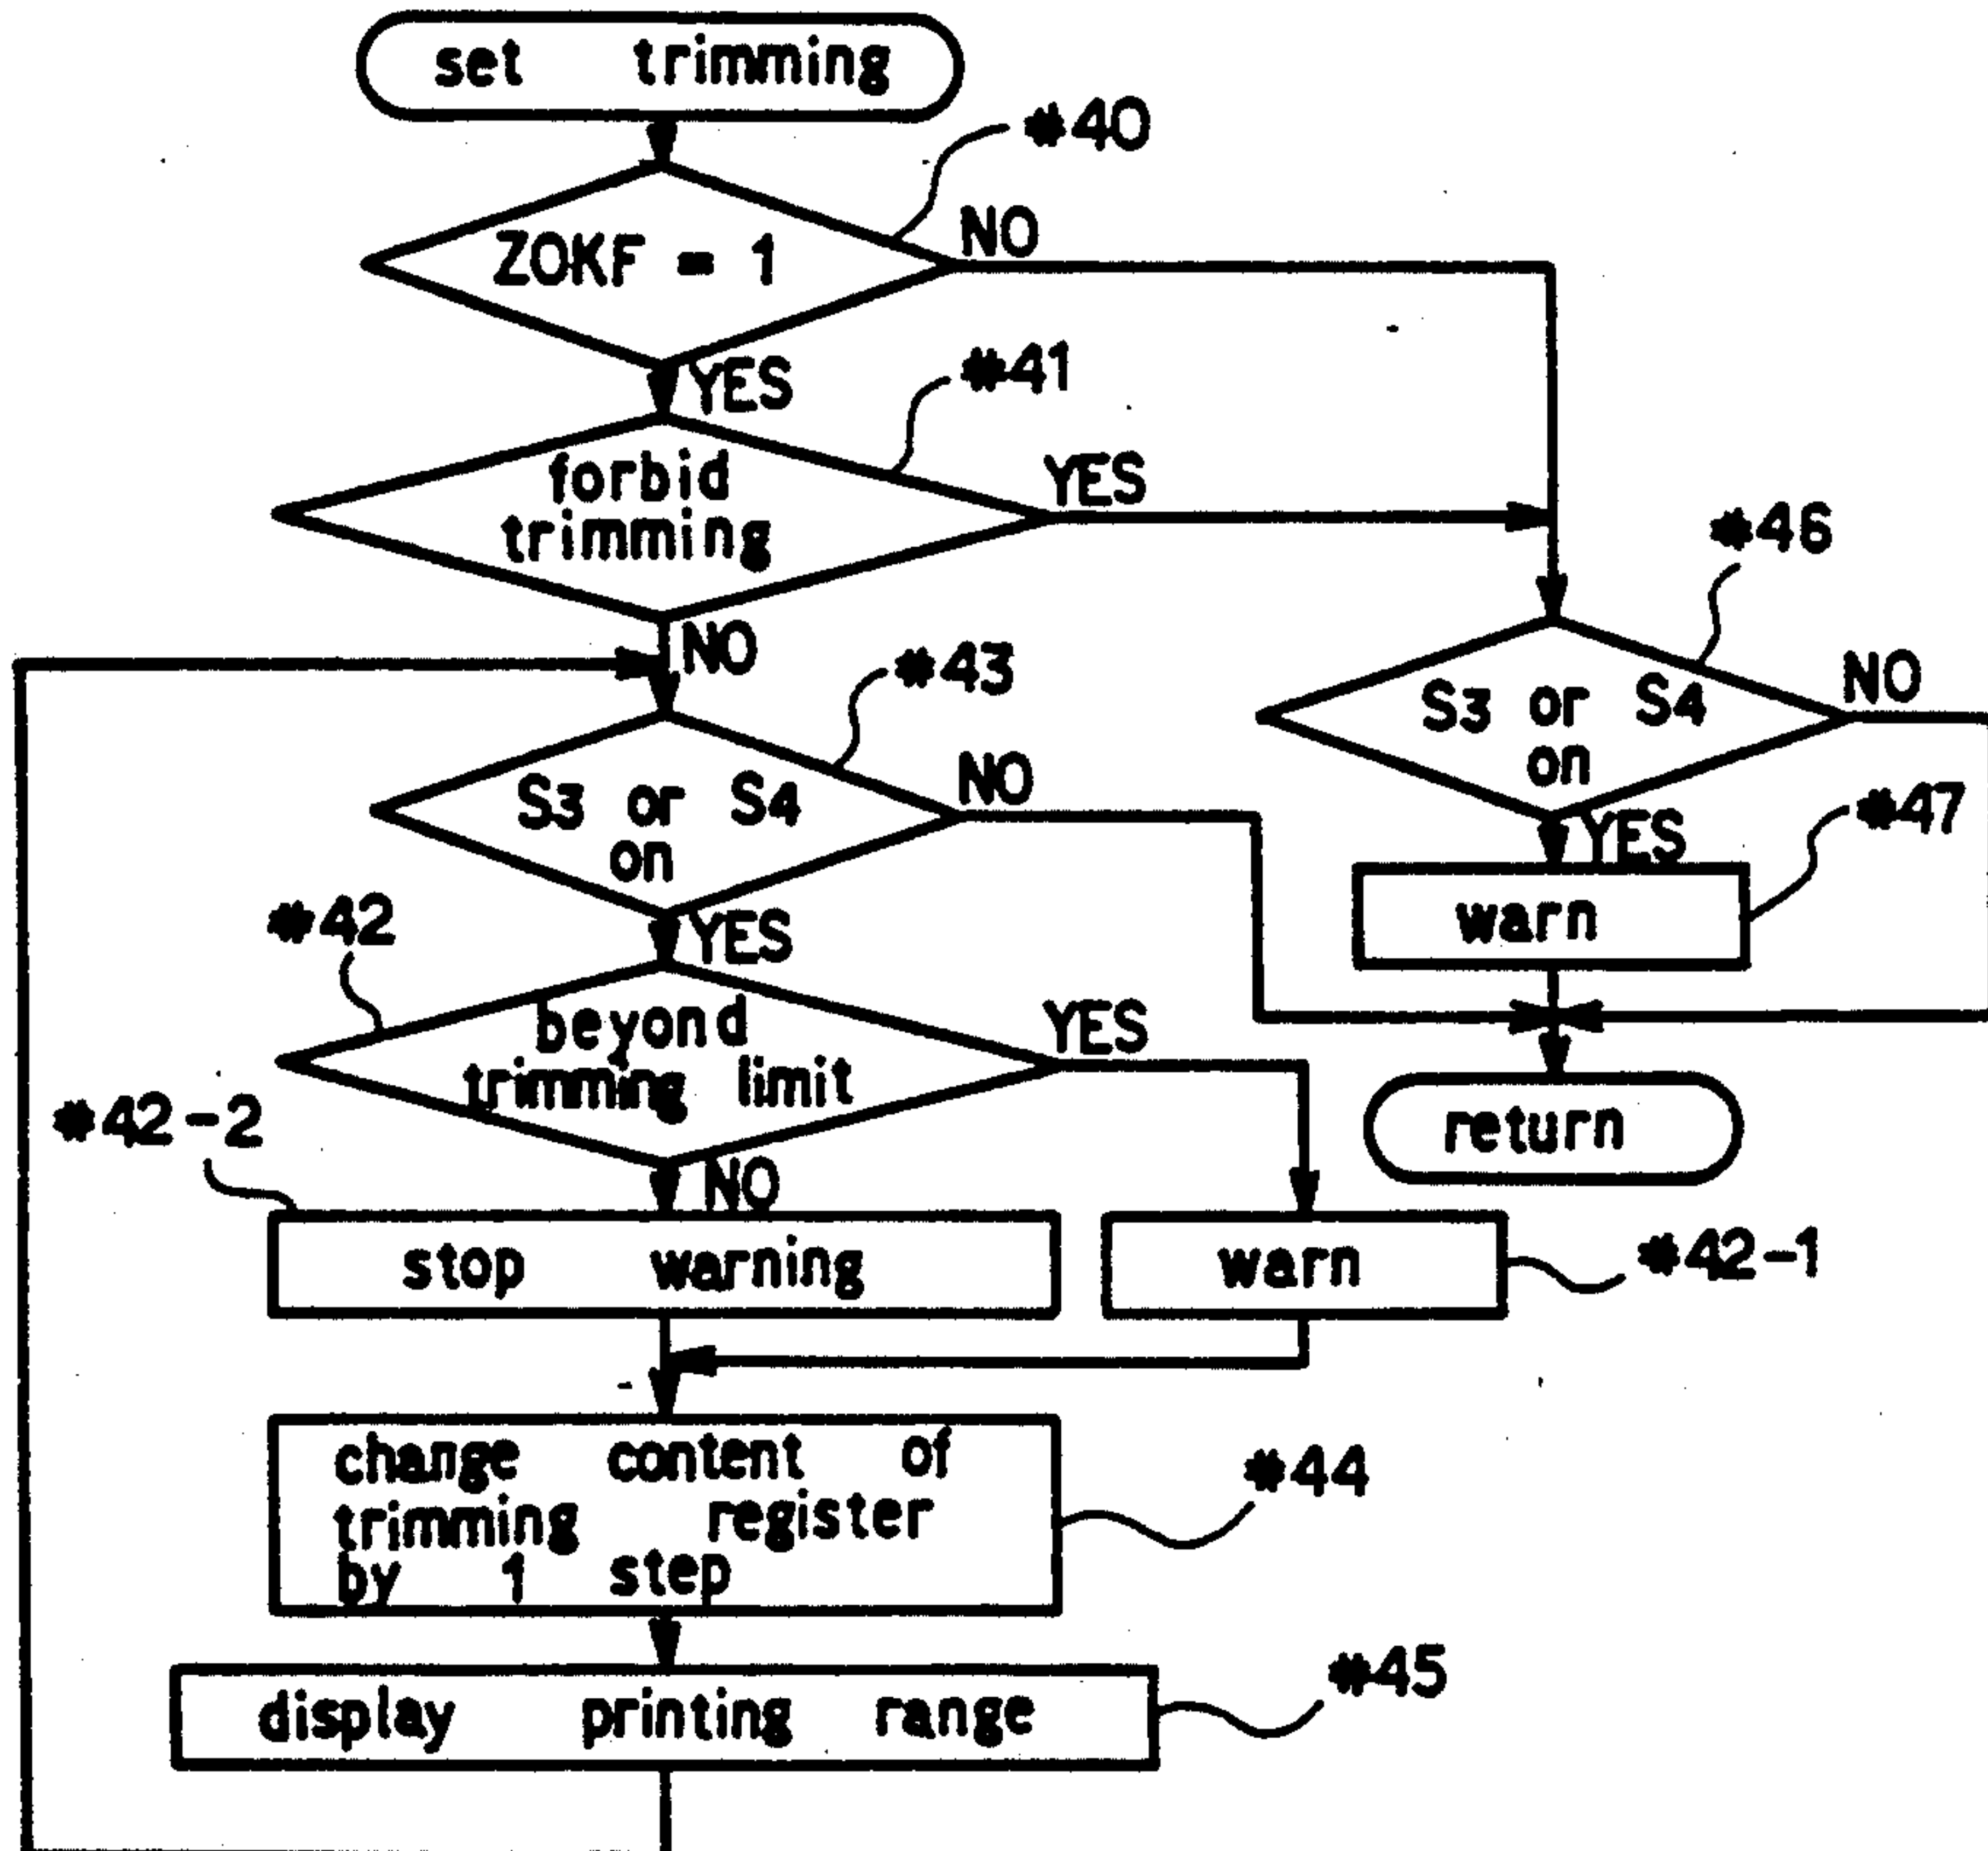 set trimming
*40
ZOKF = 1
NO
YES
*41
forbid
trimming
YES
NO
*46
S3 or S4
on
NO
YES
*47
warn
*43
S3 or S4
on
NO
YES
*42
beyond
trimming limit
YES
NO
return
*42-2
stop warning
warn
*42-1
change content of
trimming register
by 1 step
*44
display printing range
*45